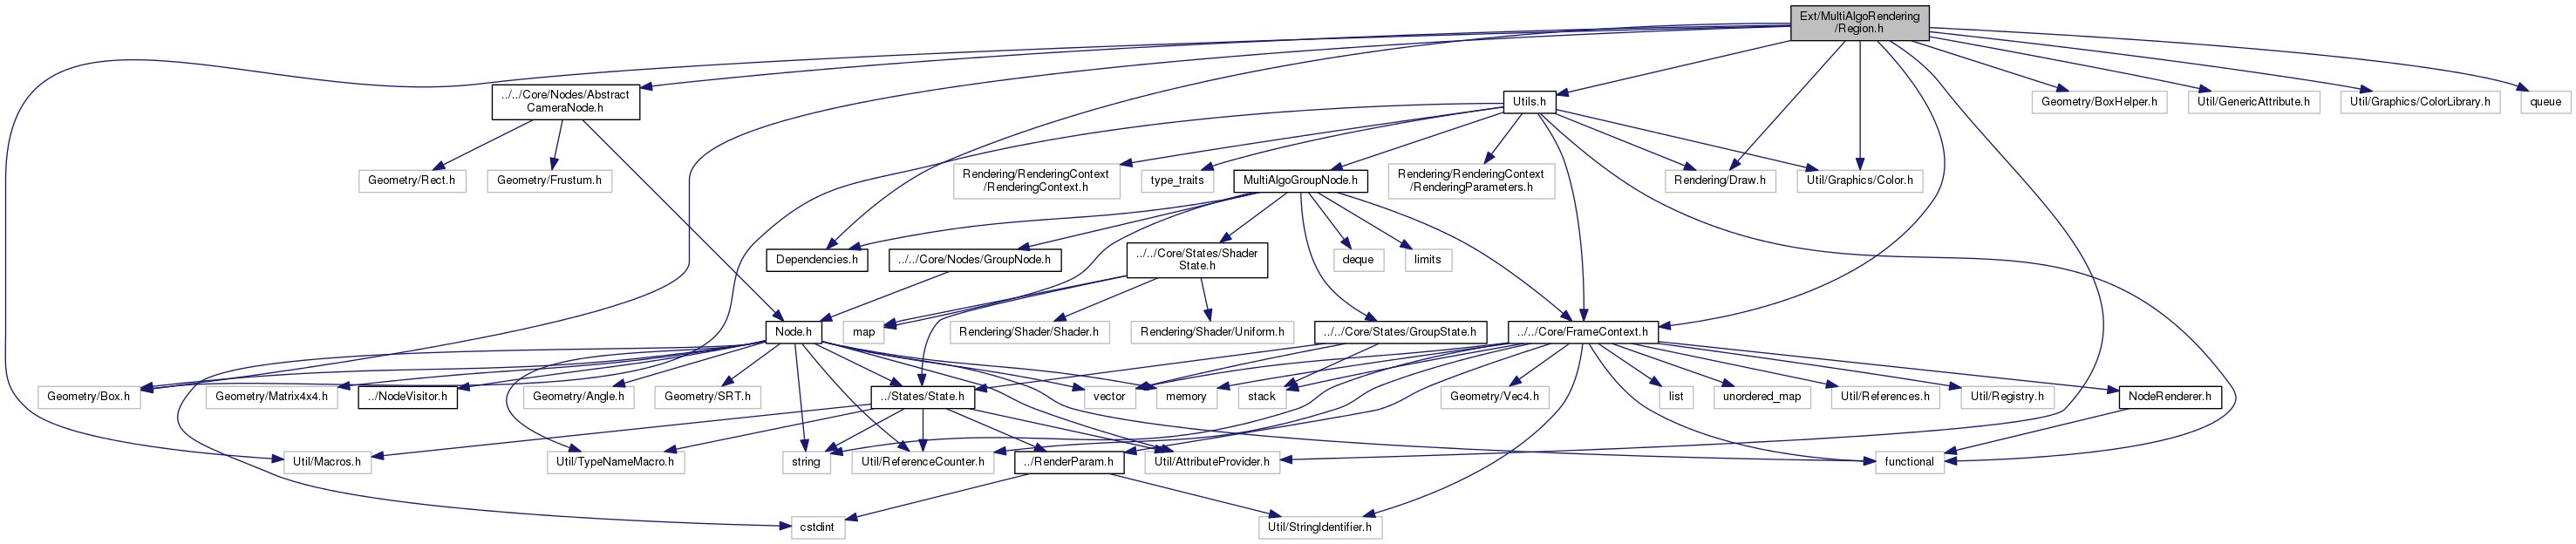 Ext/MultiAlgoRendering
/Region.h
../../Core/Nodes/Abstract
CameraNode.h
Utils.h
Geometry/BoxHelper.h
Util/GenericAttribute.h
Util/Graphics/ColorLibrary.h
queue
Geometry/Rect.h
Geometry/Frustum.h
Rendering/RenderingContext
/RenderingContext.h
type_traits
MultiAlgoGroupNode.h
Rendering/RenderingContext
/RenderingParameters.h
Rendering/Draw.h
Util/Graphics/Color.h
Dependencies.h
../../Core/Nodes/GroupNode.h
../../Core/States/Shader
State.h
deque
limits
Node.h
map
Rendering/Shader/Shader.h
Rendering/Shader/Uniform.h
../../Core/States/GroupState.h
../../Core/FrameContext.h
Geometry/Box.h
Geometry/Matrix4x4.h
../NodeVisitor.h
Geometry/Angle.h
Geometry/SRT.h
../States/State.h
vector
memory
stack
Geometry/Vec4.h
list
unordered_map
Util/References.h
Util/Registry.h
NodeRenderer.h
Util/Macros.h
Util/TypeNameMacro.h
string
Util/ReferenceCounter.h
../RenderParam.h
Util/AttributeProvider.h
functional
cstdint
Util/StringIdentifier.h